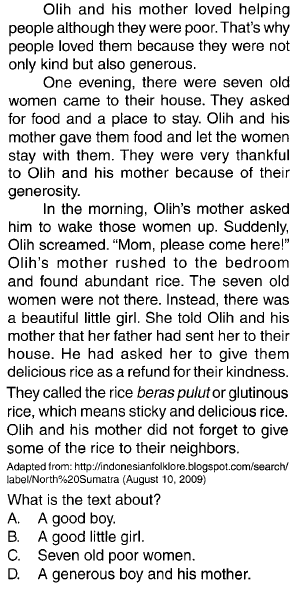 Olih and his mother loved helping
people although they were poor. That's why
people loved them because they were not
only kind but also generous.
One evening, there were seven old
women came to their house. They asked
for food and a place to stay. Olih and his
mother gave them food and let the women
stay with them. They were very thankful
to Olih and his mother because of their
generosity.
In the morning, Olih's mother asked
him to wake those women up. Suddenly,
Olih screamed. “Mom, please come here!”
Olih's mother rushed to the bedroom
and found abundant rice. The seven old
women were not there. Instead, there was
a beautiful little girl. She told Olih and his
mother that her father had sent her to their
house. He had asked her to give them
delicious rice as a refund for their kindness.
They called the rice beras pulut or glutinous
rice, which means sticky and delicious rice.
Olih and his mother did not forget to give
some of the rice to their neighbors.
Adapted from: http://indonesianfolklore.blogspot.com/search/
label/North%20Sumatra (August 10, 2009)
What is the text about?
A. A good boy.
B. A good little girl.
C. Seven old poor women.
D. A generous boy and his mother.